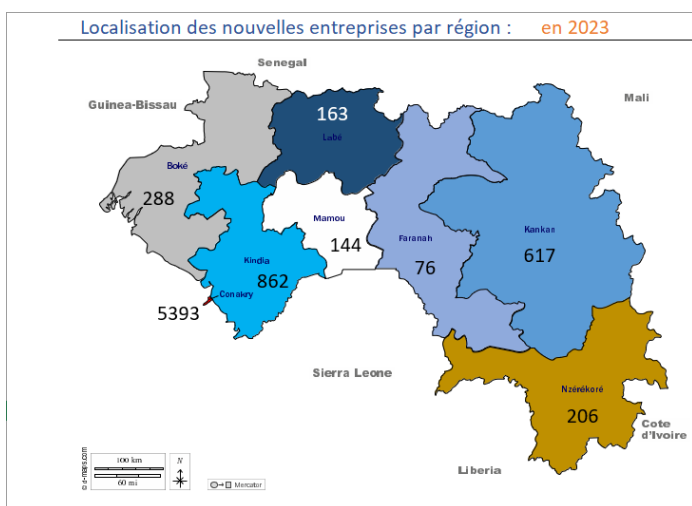 Localisation des nouvelles entreprises par région : en 2023
Senegal
Guinea-Bissau
Mali
163
Labé
Boké
288
Mamou
144
Faranah
76
Kankan
617
Kindia
862
Conakry
5393
Sierra Leone
Nzérékoré
206
Cote
d'Ivoire
Liberia
100 km
60 mi
N
Mercator
© d-maps.com